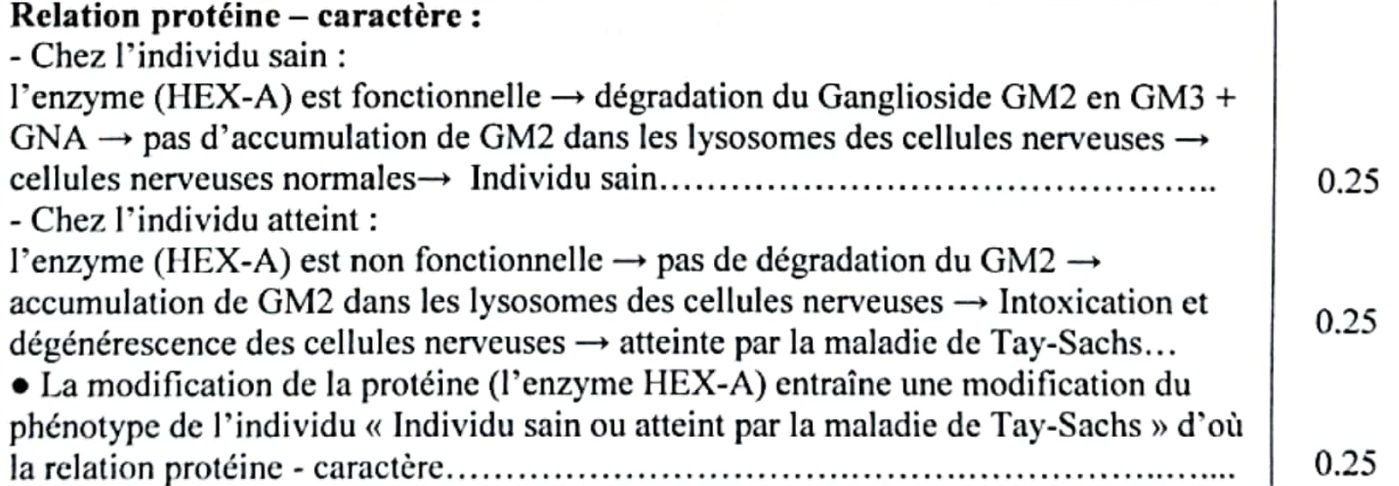 Relation protéine – caractère :
- Chez l'individu sain :
l'enzyme (HEX-A) est fonctionnelle → dégradation du Ganglioside GM2 en GM3 +
GNA → pas d'accumulation de GM2 dans les lysosomes des cellules nerveuses →
cellules nerveuses normales→ Individu sain.................................................... 0.25
- Chez l'individu atteint :
l'enzyme (HEX-A) est non fonctionnelle → pas de dégradation du GM2 →
accumulation de GM2 dans les lysosomes des cellules nerveuses → Intoxication et 0.25
dégénérescence des cellules nerveuses → atteinte par la maladie de Tay-Sachs…
● La modification de la protéine (l'enzyme HEX-A) entraîne une modification du
phénotype de l'individu « Individu sain ou atteint par la maladie de Tay-Sachs » d'où
la relation protéine - caractère........................................................................ 0.25